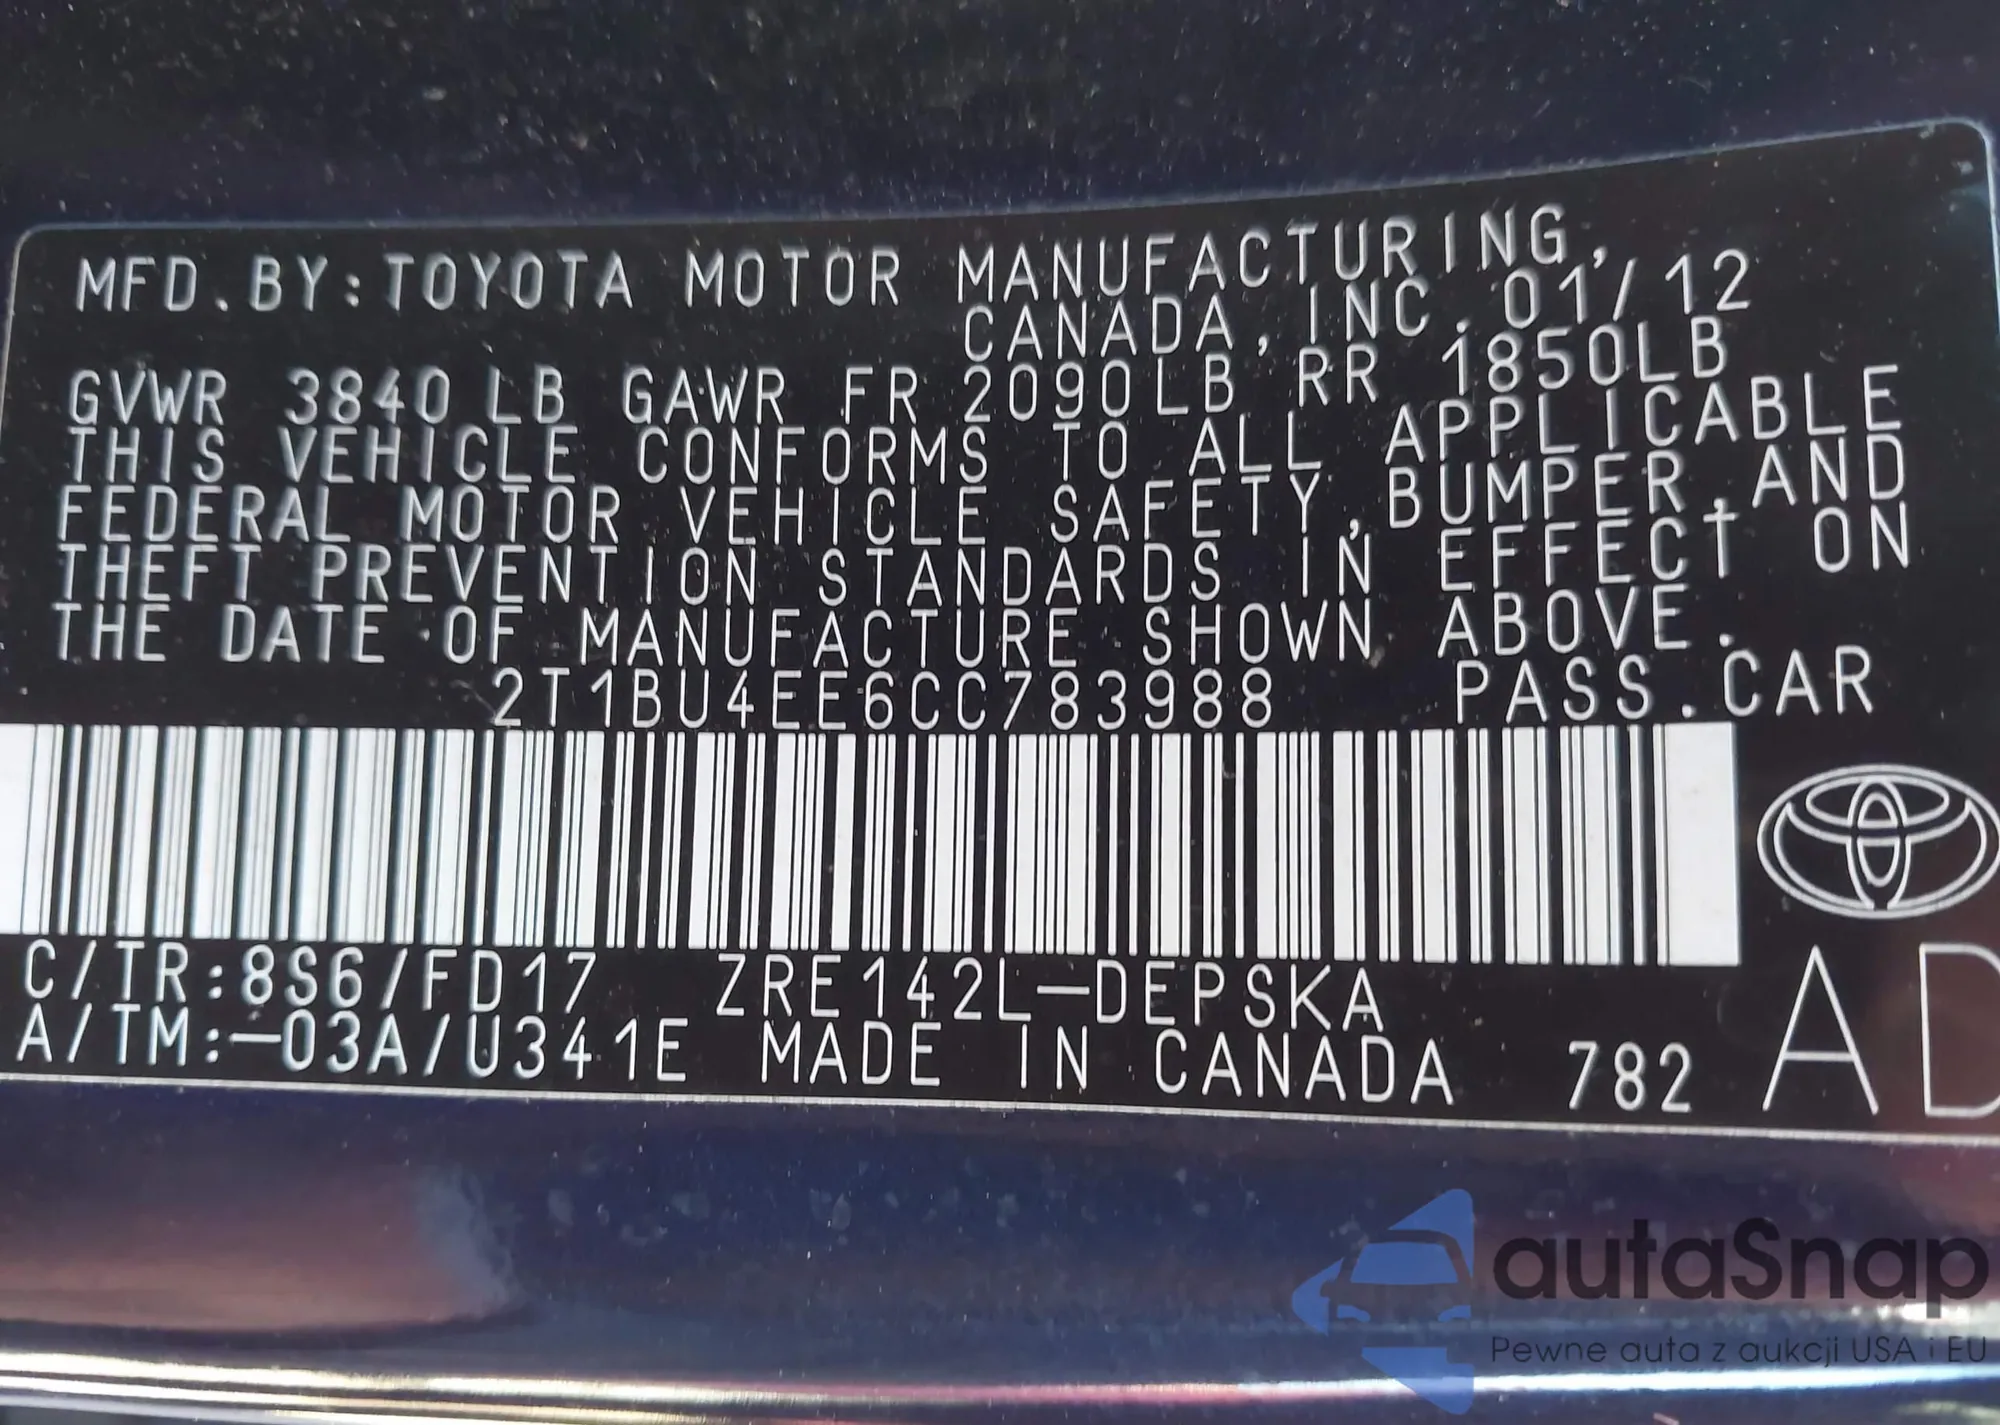 MFD.BY:TOYOTA MOTOR MANUFACTURING,
CANADA, INC. 01/12
GVWR 3840LB GAWR FR 2090LB RR 1850LB
THIS VEHICLE CONFORMS TO ALL APPLICABLE
FEDERAL MOTOR VEHICLE SAFETY,BUMPER,AND
THEFT PREVENTION STANDARDS IN EFFECT ON
THE DATE OF MANUFACTURE SHOWN ABOVE.
2T1BU4EE6CC783988 PASS.CAR
C/TR:8S6/FD17 ZRE142L-DEPSKA
A/TM:-03A/U341E MADE IN CANADA 782
AD
autaSnap
Pewne auta z aukcji USA i EU